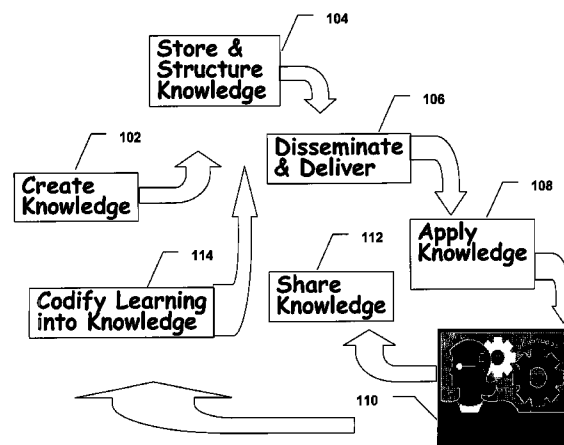 104
Store &
Structure
Knowledge
106
102
Disseminate
& Deliver
108
Create
Knowledge
112
Apply
Knowledge
114
Share
Knowledge
Codify Learning
into Knowledge
110